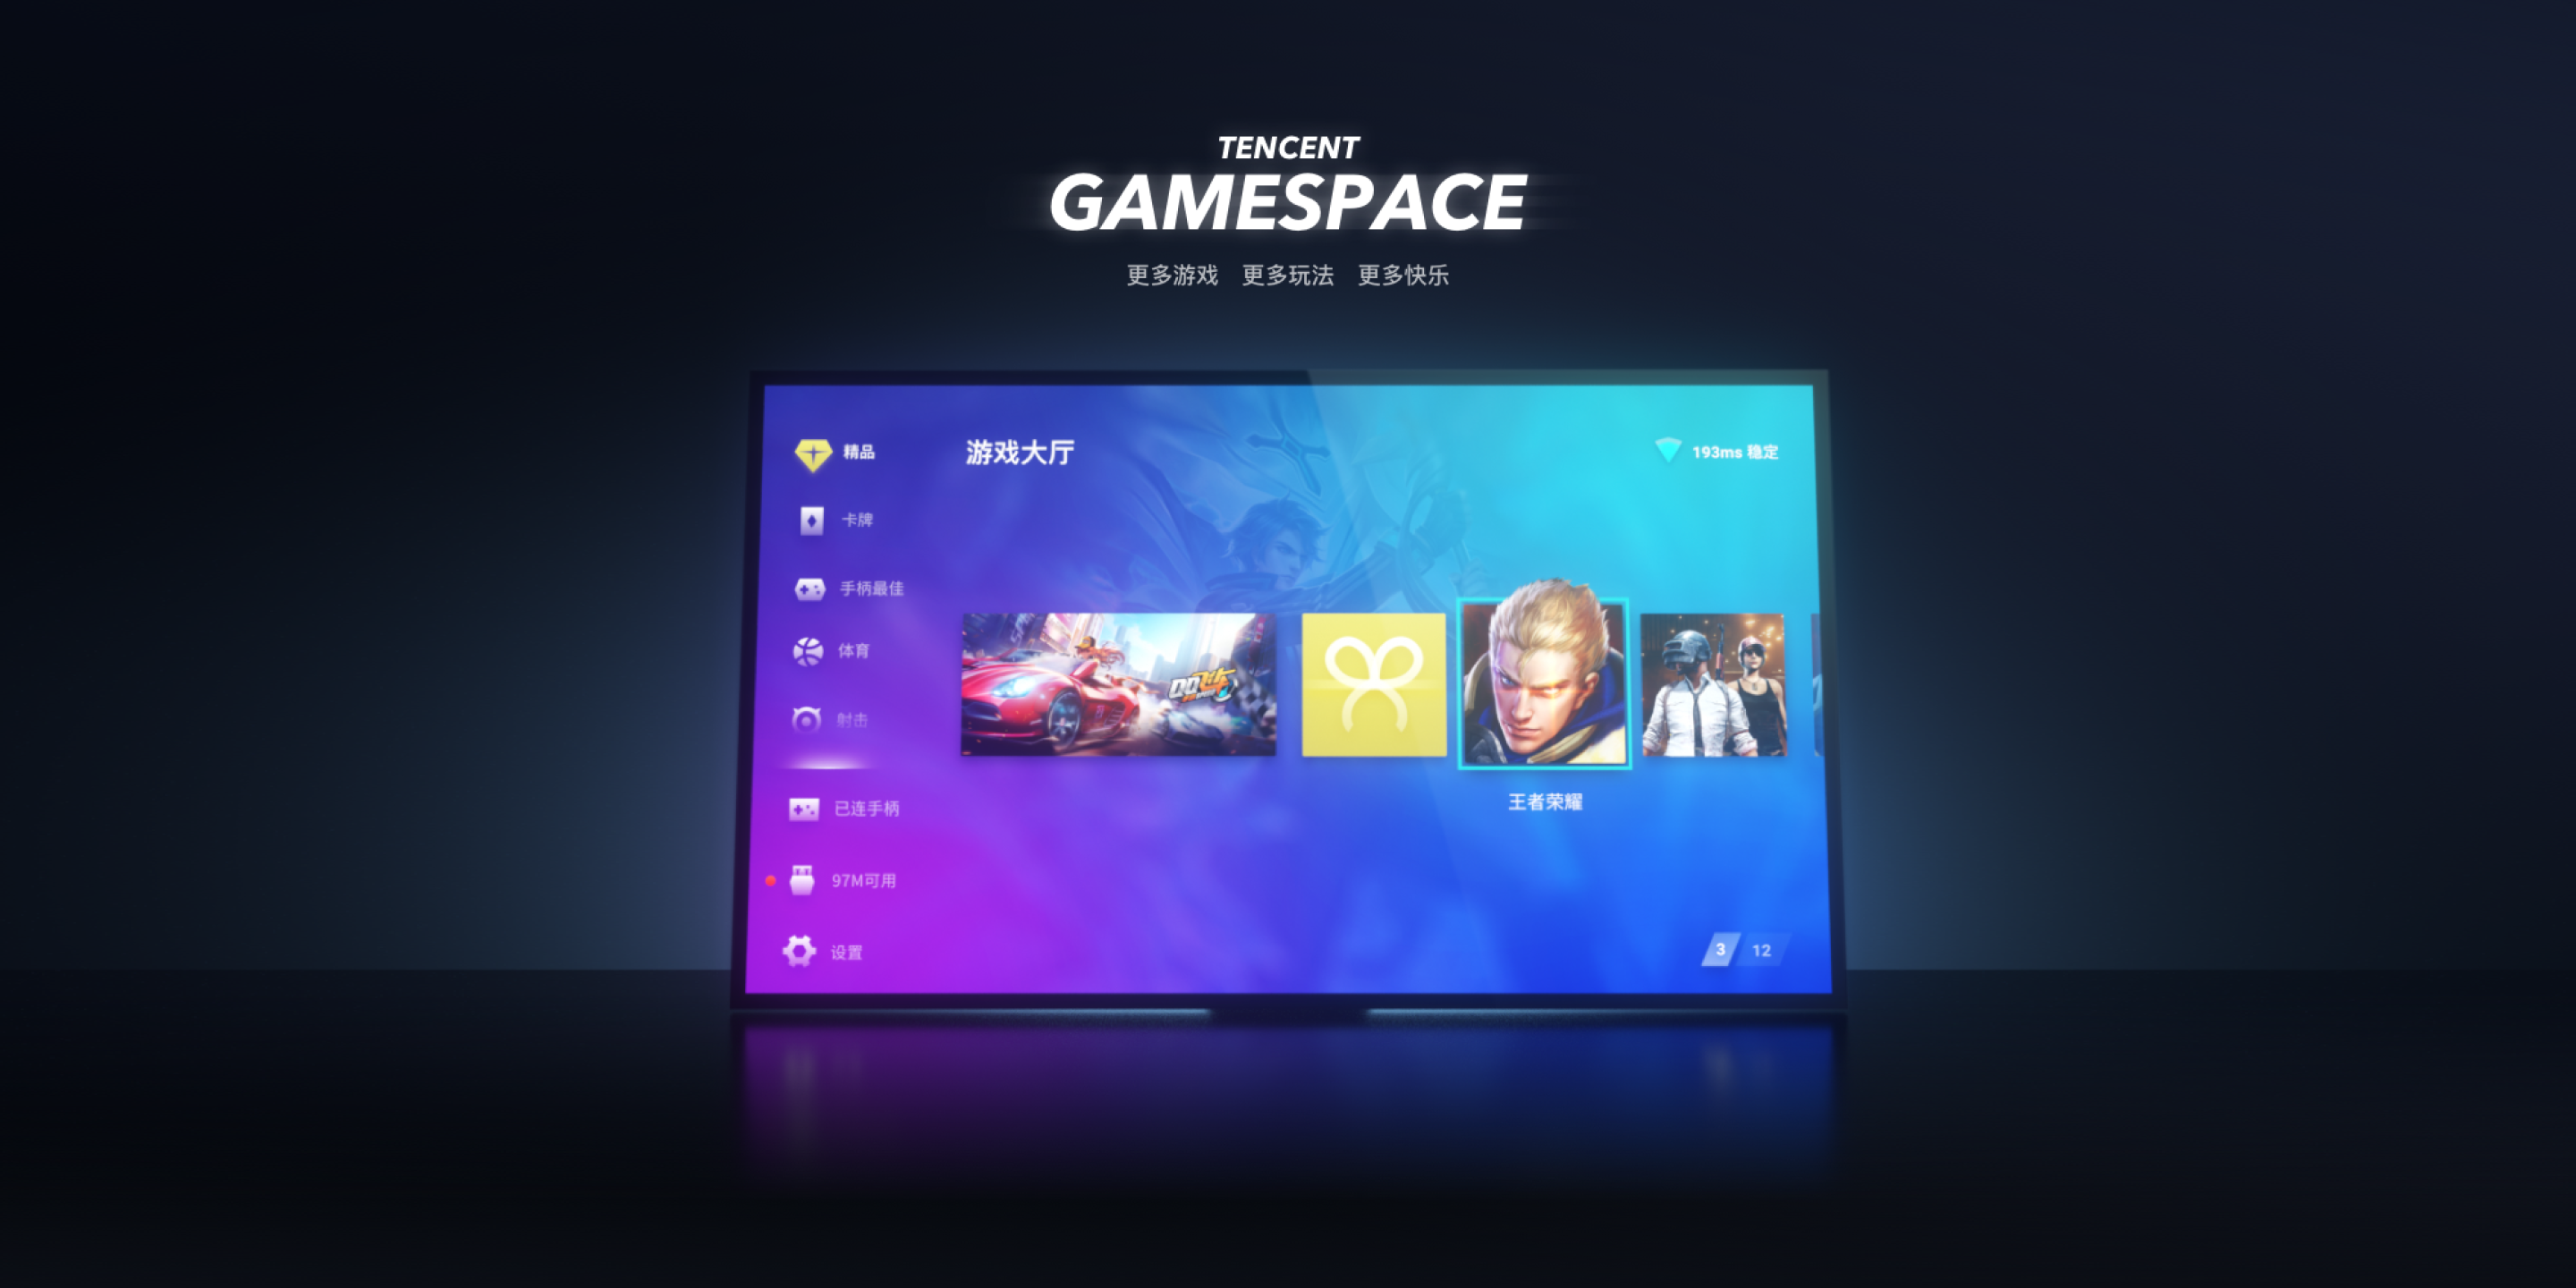 TENCENT
GAMESPACE
更多游戏 更多玩法 更多快乐
精品
游戏大厅
193ms 稳定
卡牌
手柄最佳
体育
射击
QQ飞车
王者荣耀
已连手柄
97M可用
设置
3 12